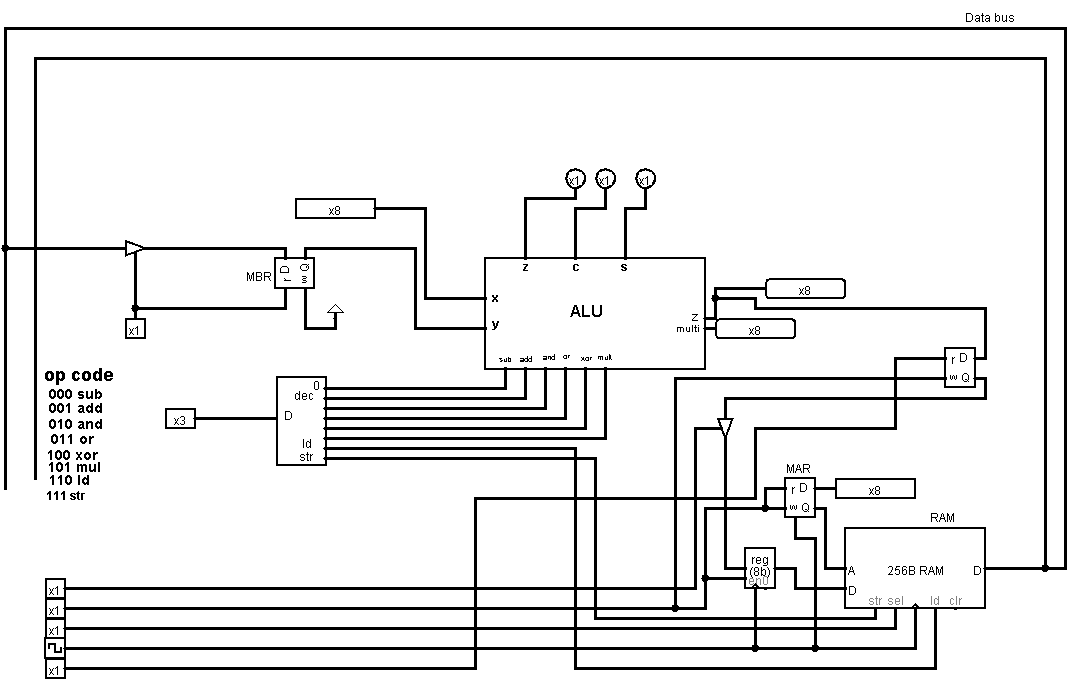 Data bus
x1 x1 x1
x8
z c s
MBR
r D
w Q
x
y
ALU
z
multi
x8
x8
x1
sub add and or xor mult
r D
w Q
op code
000 sub
001 add
010 and
011 or
100 xor
101 mul
110 ld
111 str
x3
D
0
dec
ld
str
MAR
r D
w Q
x8
RAM
reg
(8b)
en0
A
D
256B RAM
D
str sel ld clr
x1
x1
x1
x1